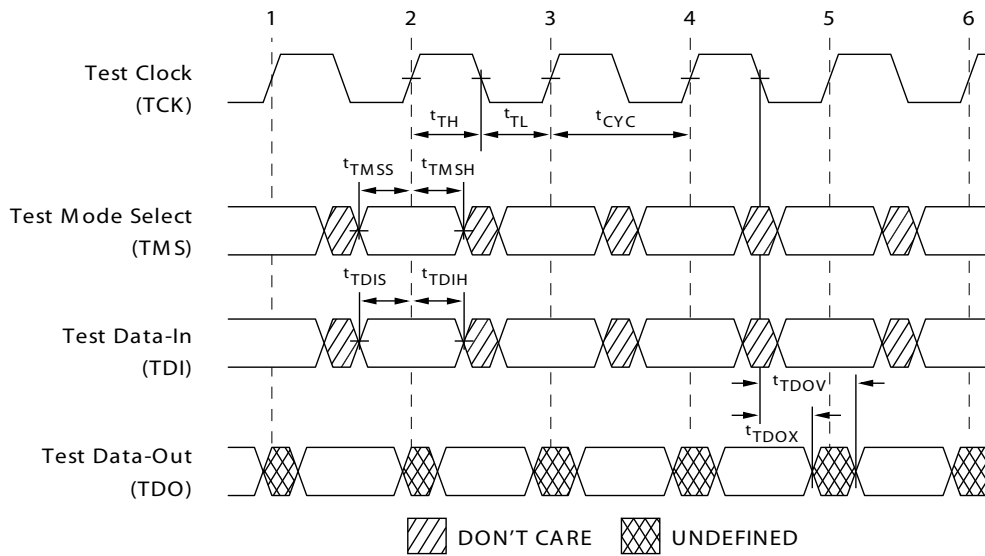 1 2 3 4 5 6
Test Clock
(TCK)
tTH tTL tCYC
tTMSS tTMSH
Test Mode Select
(TMS)
tTDIS tTDIH
Test Data-In
(TDI)
tTDOV
tTDOX
Test Data-Out
(TDO)
DON'T CARE UNDEFINED